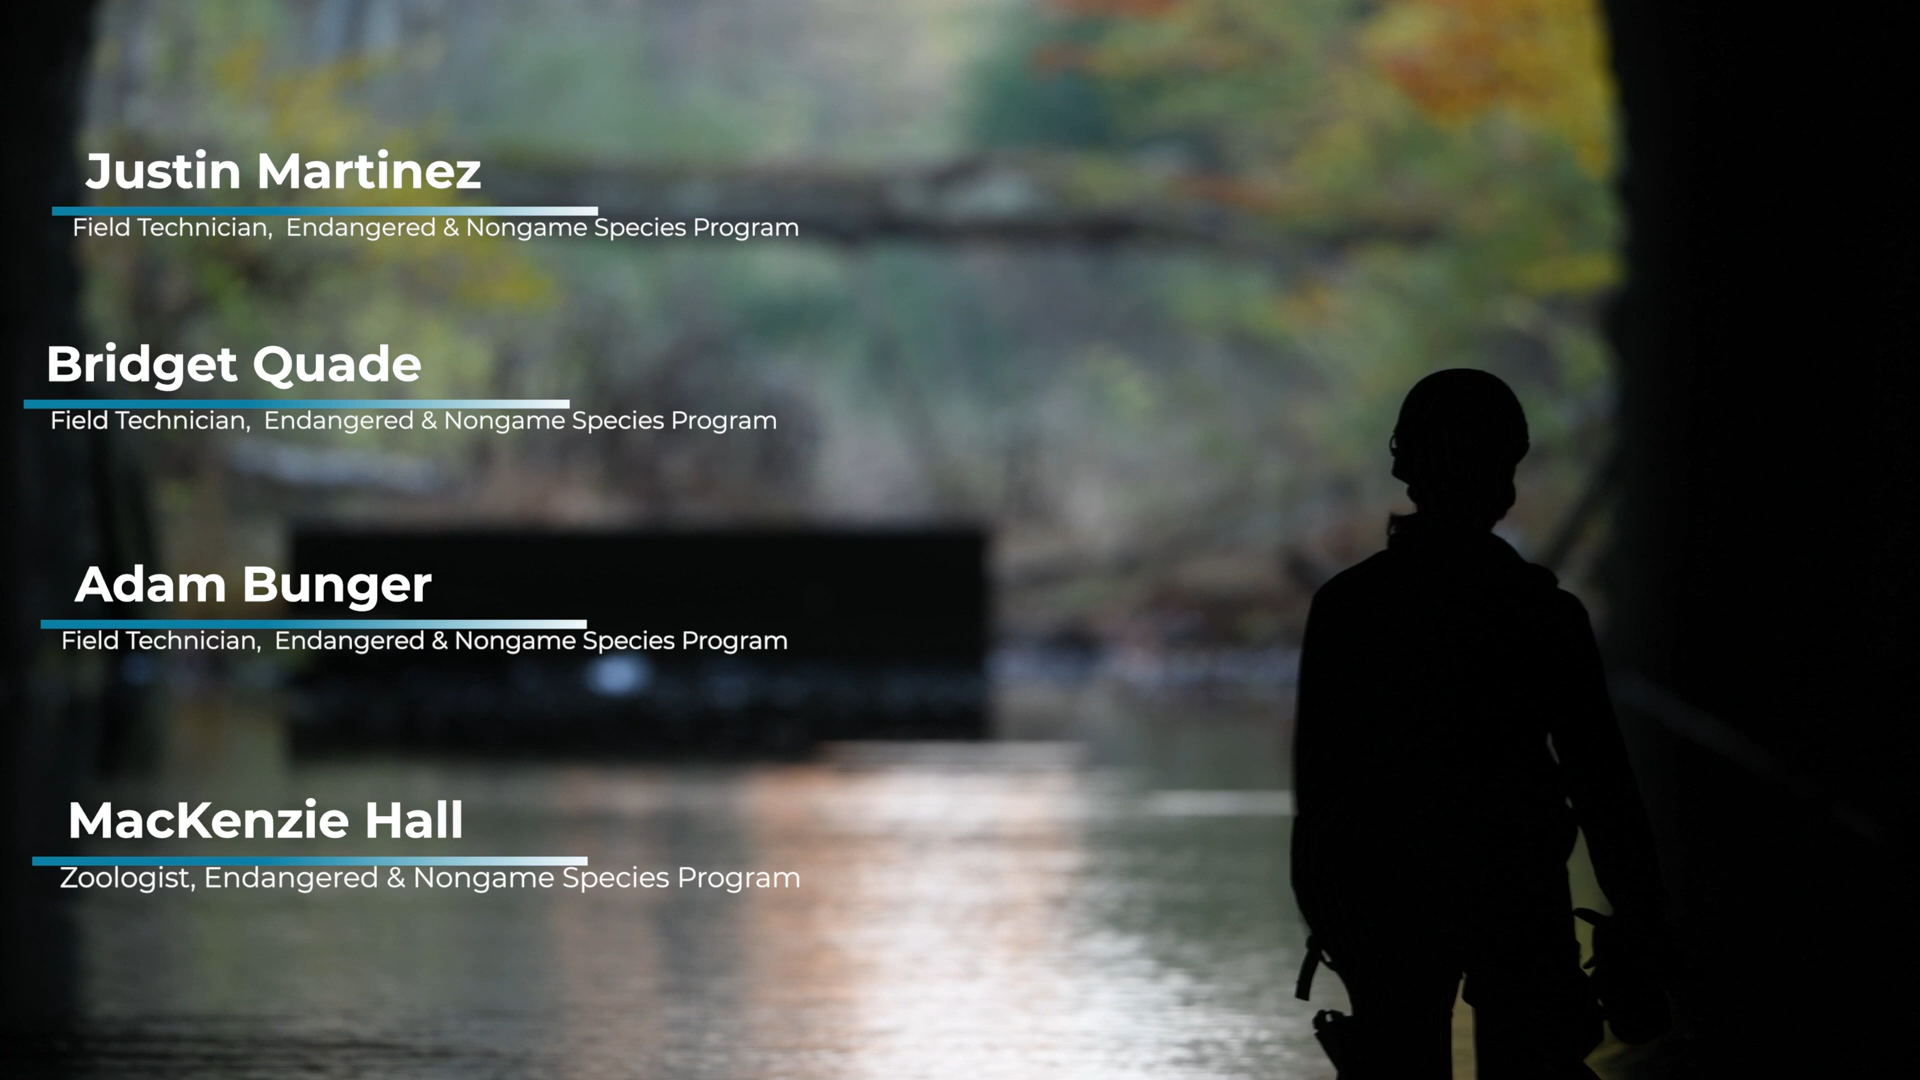 Justin Martinez
Field Technician, Endangered & Nongame Species Program
Bridget Quade
Field Technician, Endangered & Nongame Species Program
Adam Bunger
Field Technician, Endangered & Nongame Species Program
MacKenzie Hall
Zoologist, Endangered & Nongame Species Program